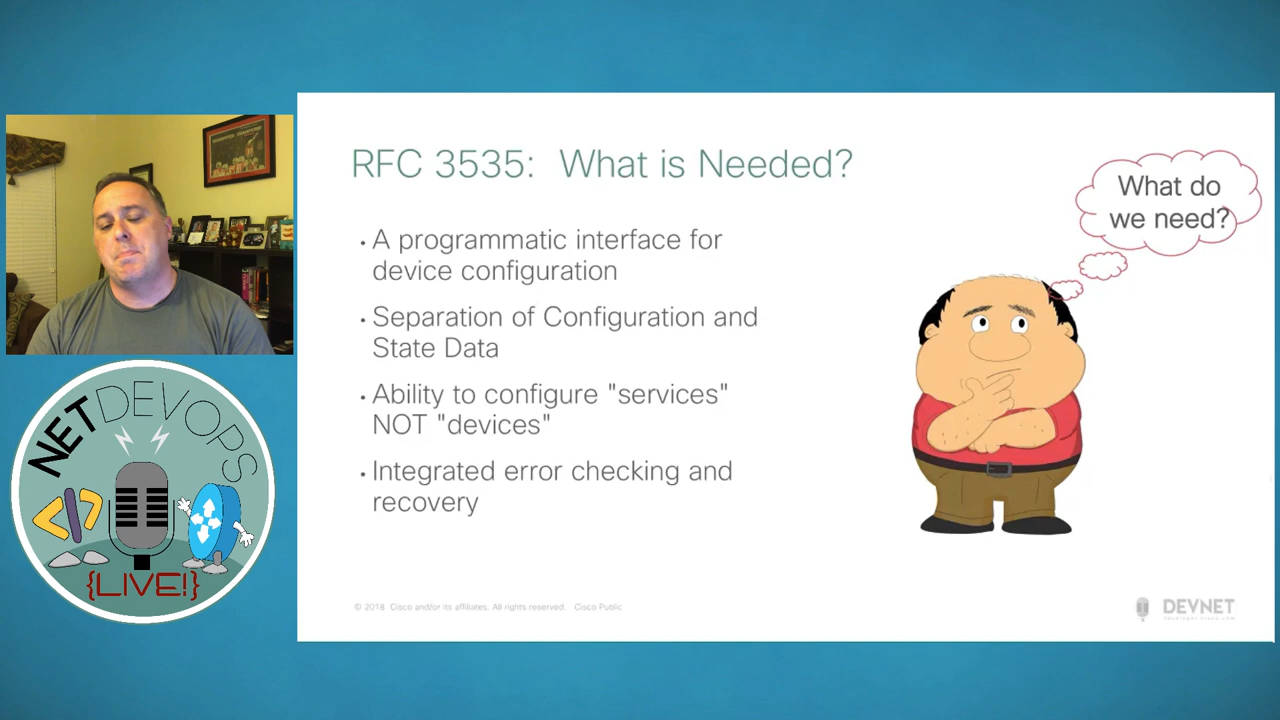 RFC 3535: What is Needed?
What do
we need?
• A programmatic interface for
device configuration
• Separation of Configuration and
State Data
• Ability to configure "services"
NOT "devices"
• Integrated error checking and
recovery
© 2018 Cisco and/or its affiliates. All rights reserved. Cisco Public
DEVNET
NETDEVOPS
</>
{LIVE!}